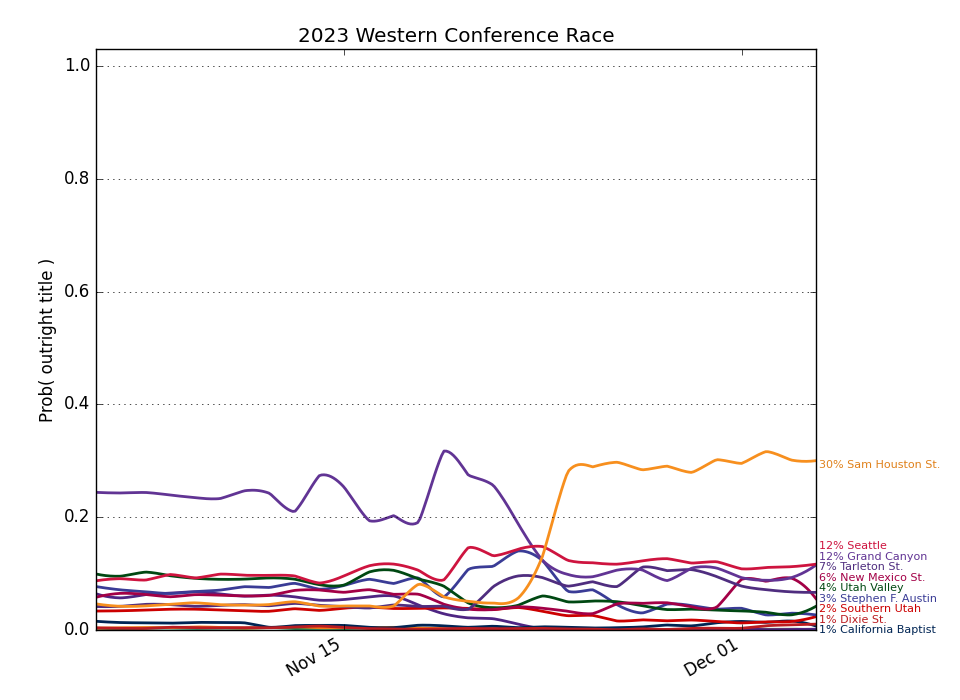 2023 Western Conference Race
1.0
0.8
0.6
0.4
0.2
0.0
Prob( outright title )
Nov 15
Dec 01
30% Sam Houston St.
12% Seattle
12% Grand Canyon
7% Tarleton St.
6% New Mexico St.
4% Utah Valley
3% Stephen F. Austin
2% Southern Utah
1% Dixie St.
1% California Baptist